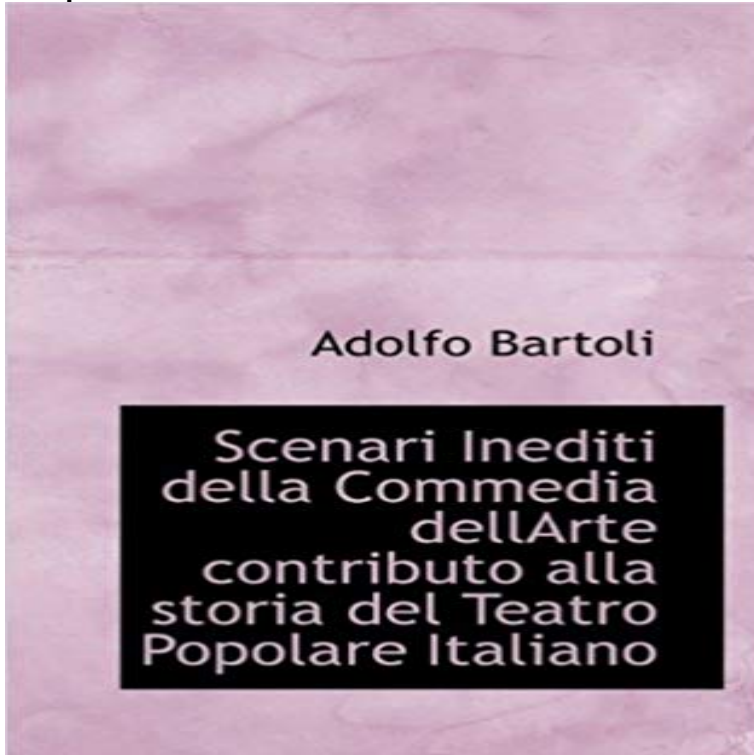 Adolfo Bartoli
Scenari Inediti
della Commedia
dellArte
contributo alla
storia del Teatro
Popolare Italiano